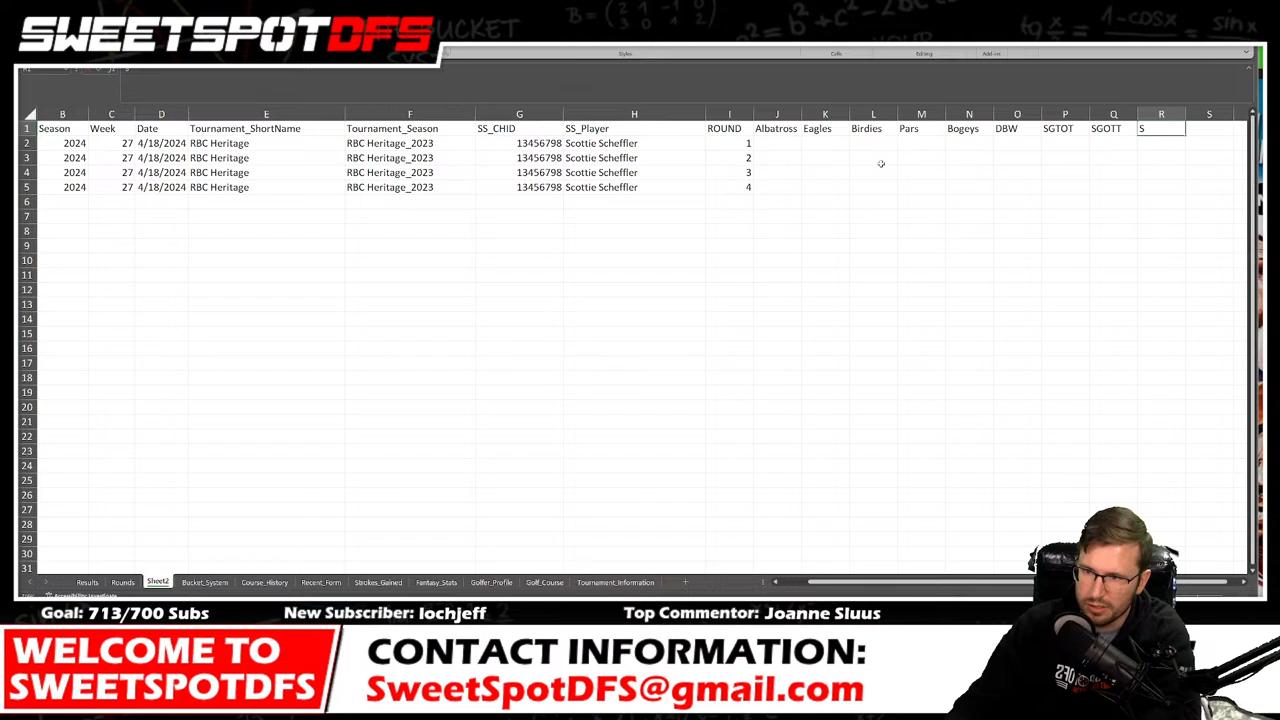 SWEETSPOTDFS
Styles Cells Editing Add-ins
B C D E F G H I J K L M N O P Q R S
1 Season Week Date Tournament_ShortName Tournament_Season SS_CHID SS_Player ROUND Albatross Eagles Birdies Pars Bogeys DBW SGTOT SGOTT S
2 2024 27 4/18/2024 RBC Heritage RBC Heritage_2023 13456798 Scottie Scheffler 1
3 2024 27 4/18/2024 RBC Heritage RBC Heritage_2023 13456798 Scottie Scheffler 2
4 2024 27 4/18/2024 RBC Heritage RBC Heritage_2023 13456798 Scottie Scheffler 3
5 2024 27 4/18/2024 RBC Heritage RBC Heritage_2023 13456798 Scottie Scheffler 4
6
7
8
9
10
11
12
13
14
15
16
17
18
19
20
21
22
23
24
25
26
27
28
29
30
31
Results Rounds Sheet2 Bucket_System Course_History Recent_Form Strokes_Gained Fantasy_Stats Golfer_Profile Golf_Course Tournament_Information
Goal: 713/700 Subs New Subscriber: lochjeff Top Commentor: Joanne Sluus
WELCOME TO
SWEETSPOTDFS
CONTACT INFORMATION:
SweetSpotDFS@gmail.com